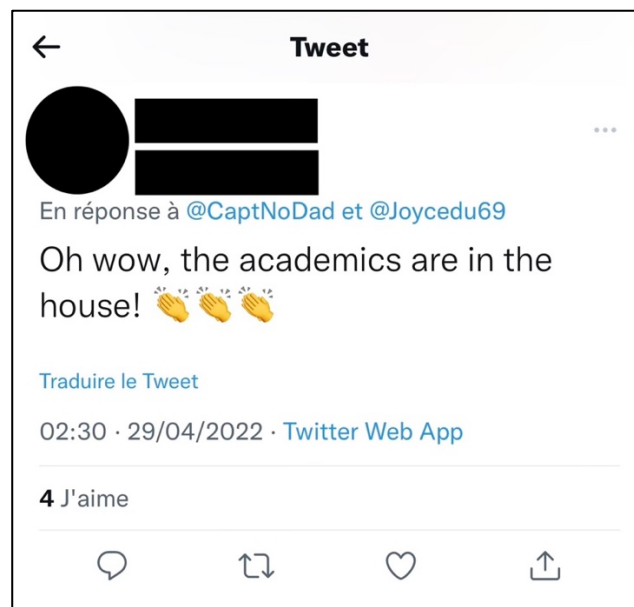 Tweet
En réponse à @CaptNoDad et @Joycedu69
Oh wow, the academics are in the
house! 👏👏👏
Traduire le Tweet
02:30 · 29/04/2022 · Twitter Web App
4 J'aime